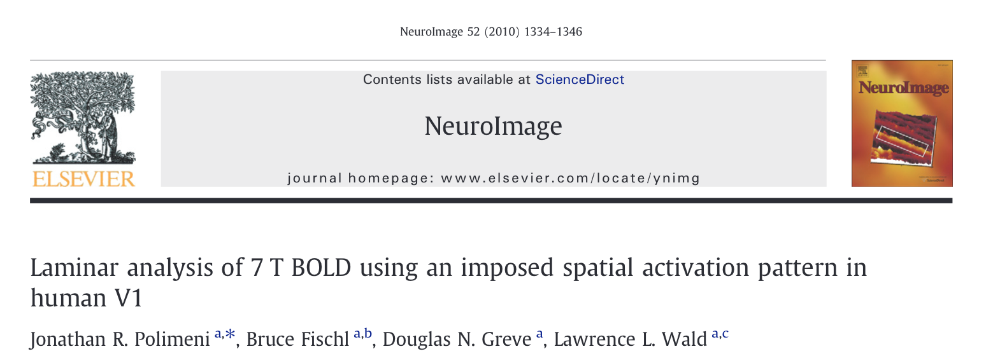 NeuroImage 52 (2010) 1334–1346
Contents lists available at ScienceDirect
NeuroImage
journal homepage: www.elsevier.com/locate/ynimg
ELSEVIER
NeuroImage
Laminar analysis of 7 T BOLD using an imposed spatial activation pattern in
human V1
Jonathan R. Polimeni a,*, Bruce Fischl a,b, Douglas N. Greve a, Lawrence L. Wald a,c